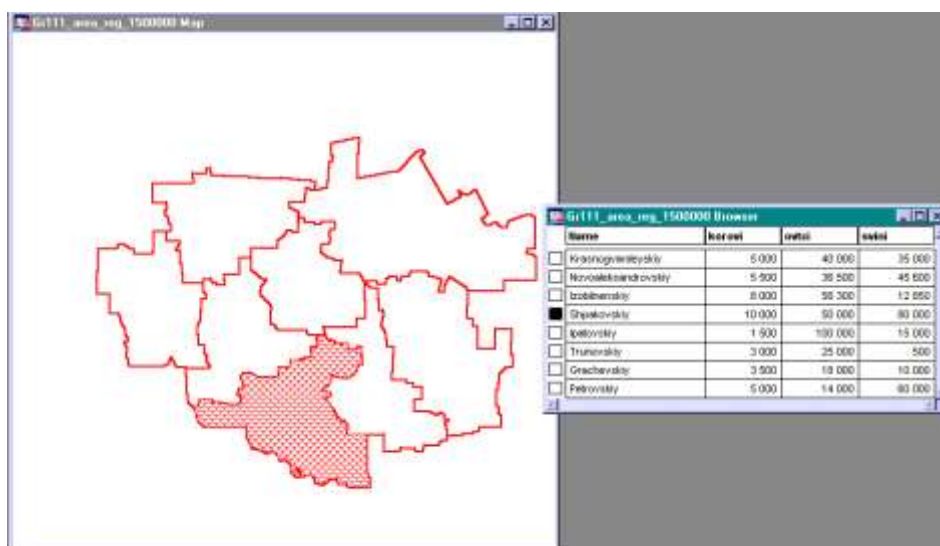 Gr111_area_reg_1500000 Map
Gr111_area_reg_1500000 Browser
Name korowi owtsi swini
Krasnogvardeyskiy 5 000 40 000 35 000
Novoaleksandrovskiy 5 500 36 500 45 600
Izobilnenskiy 8 000 56 300 12 850
Shpakovskiy 10 000 50 000 80 000
Ipatovskiy 1 500 100 000 15 000
Trunovskiy 3 000 25 000 500
Grachevskiy 3 500 18 000 10 000
Petrovskiy 5 000 14 000 60 000